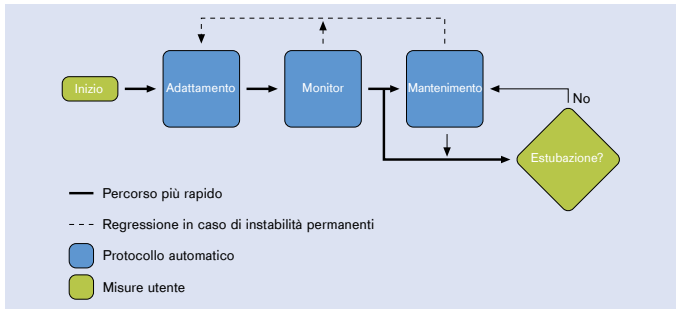 Inizio
Adattamento
Monitor
Mantenimento
No
Estubazione?
Percorso più rapido
Regressione in caso di instabilità permanenti
Protocollo automatico
Misure utente